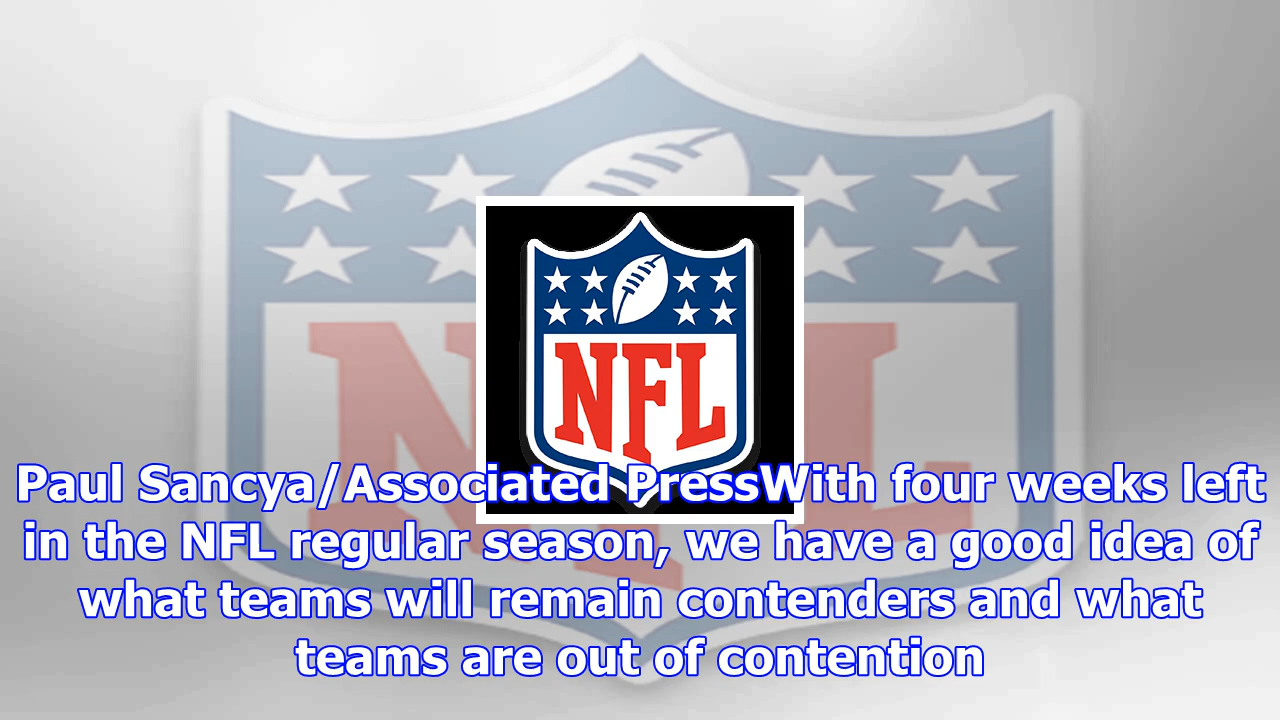 NFL
Paul Sancya/Associated PressWith four weeks left
in the NFL regular season, we have a good idea of
what teams will remain contenders and what
teams are out of contention